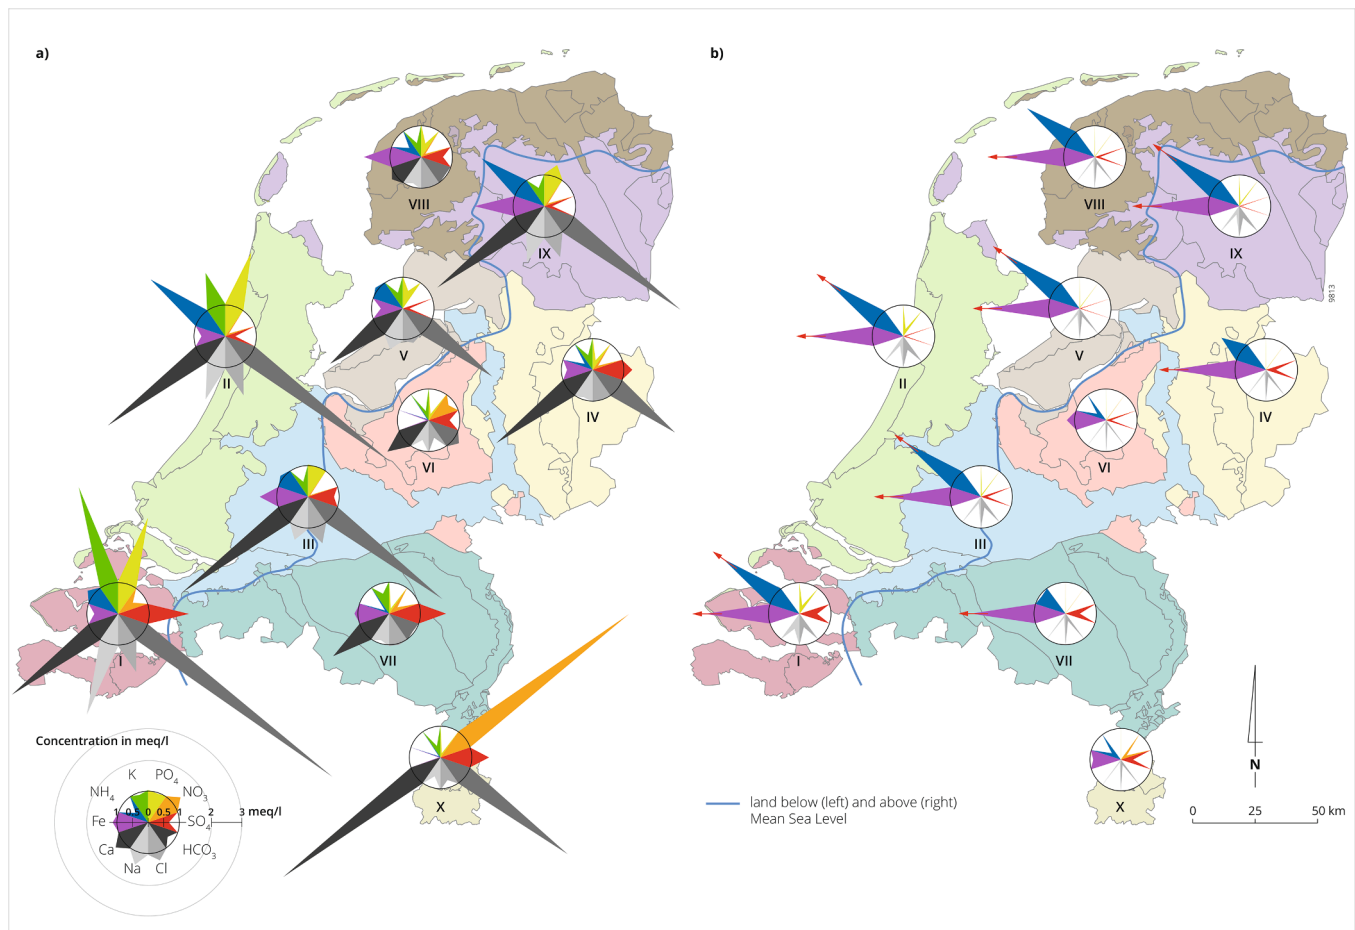 a)
b)
VIII
IX
II
V
IV
VI
III
I
VII
X
VIII
IX
9813
II
V
IV
VI
III
I
VII
X
Concentration in meq/l
K PO4
NH4 NO3
1 0.5 0 0.5 1 2 3 meq/l
Fe SO4
Ca HCO3
Na Cl
land below (left) and above (right)
Mean Sea Level
N
0 25 50 km